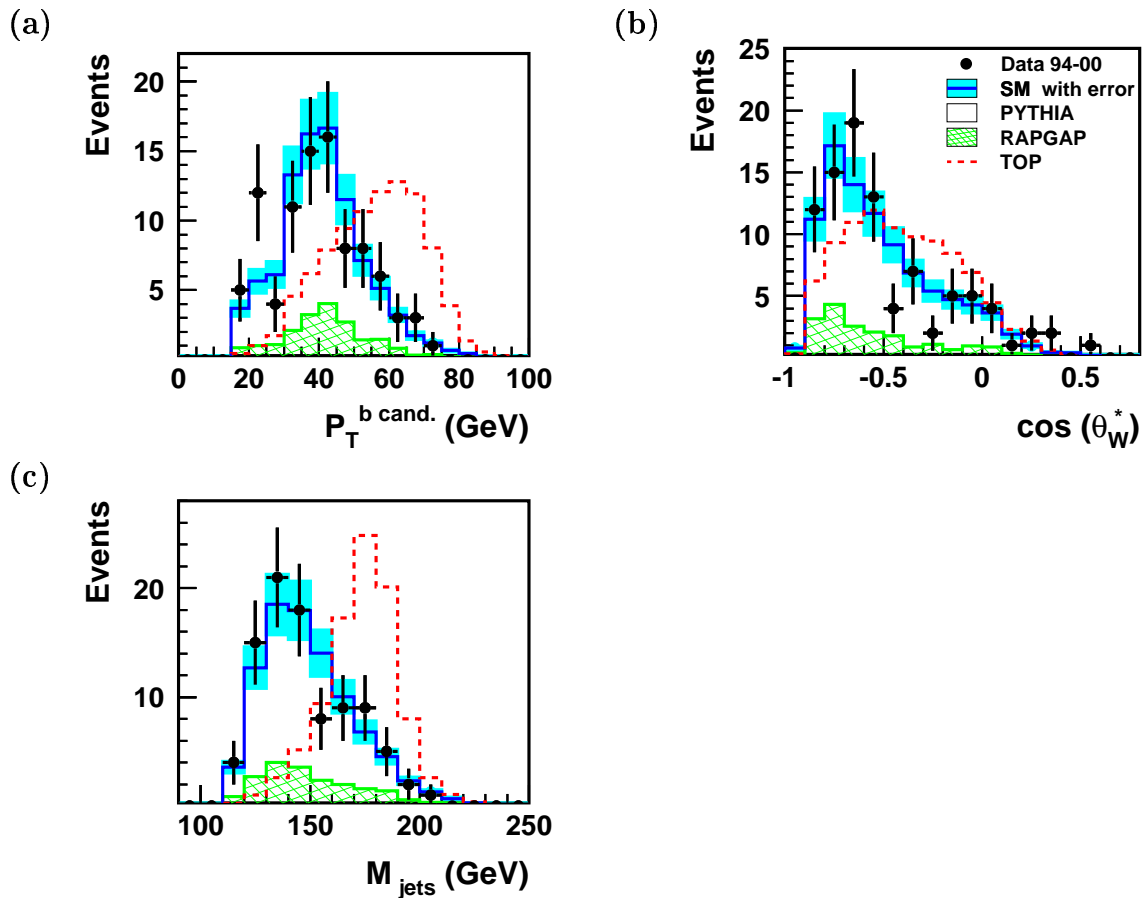 (a)
Events
20
15
10
5
0 20 40 60 80 100
P_T^{b cand.} (GeV)
(b)
Events
25
20
15
10
5
-1 -0.5 0 0.5
cos (θ_W^*)
Data 94-00
SM with error
PYTHIA
RAPGAP
TOP
(c)
Events
20
10
100 150 200 250
M_{jets} (GeV)